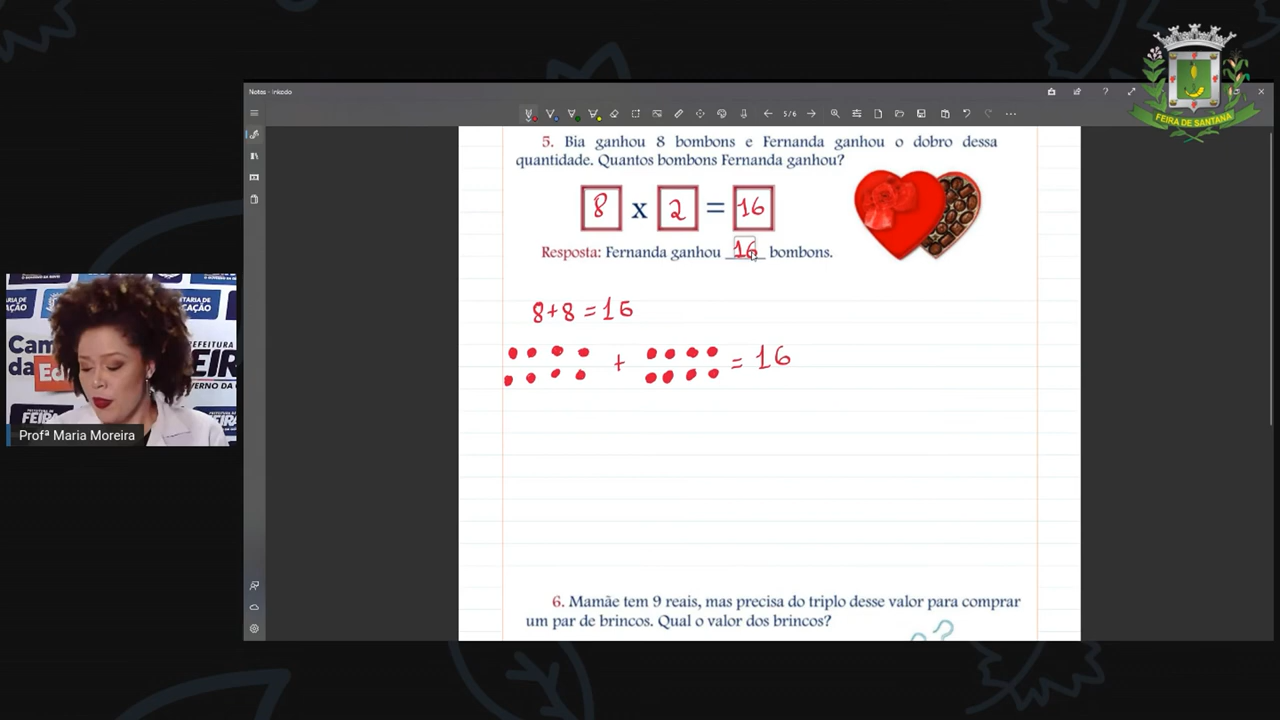 FEIRA DE SANTANA
Notas - Iniciado
5/6
5. Bia ganhou 8 bombons e Fernanda ganhou o dobro dessa
quantidade. Quantos bombons Fernanda ganhou?
8 x 2 = 16
Resposta: Fernanda ganhou 16 bombons.
8+8=16
+ = 16
6. Mamãe tem 9 reais, mas precisa do triplo desse valor para comprar
um par de brincos. Qual o valor dos brincos?
Profª Maria Moreira